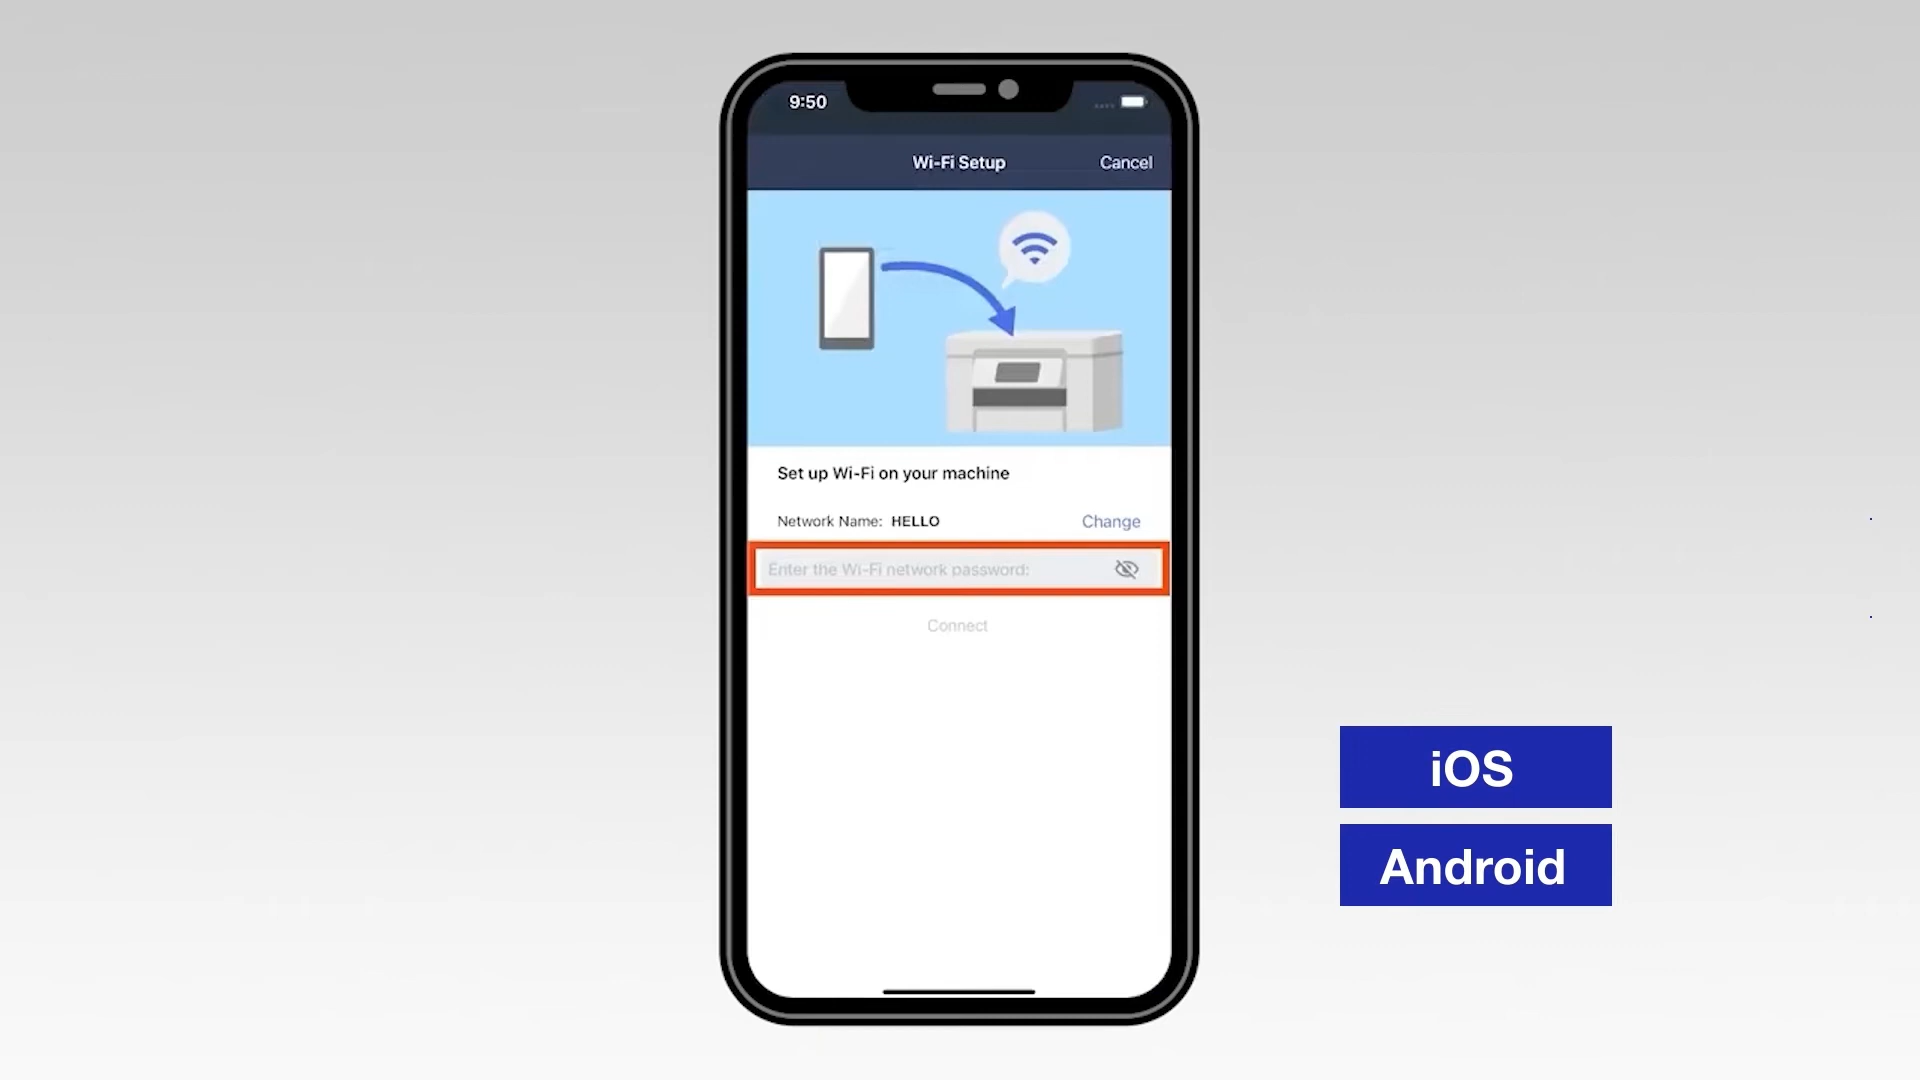 9:50
Wi-Fi Setup
Cancel
Set up Wi-Fi on your machine
Network Name: HELLO
Change
Enter the Wi-Fi network password:
Connect
iOS
Android